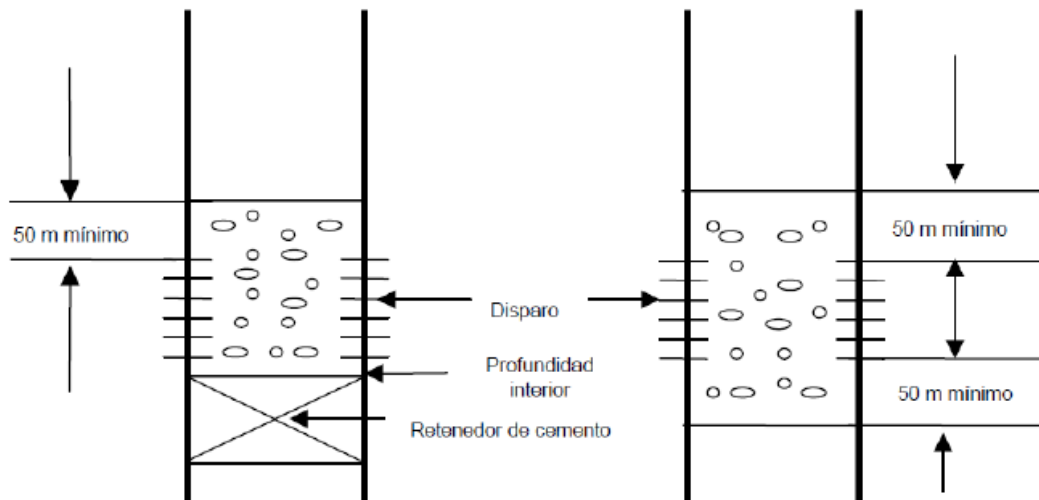 50 m mínimo
50 m mínimo
Disparo
Profundidad
interior
Retenedor de cemento
50 m mínimo